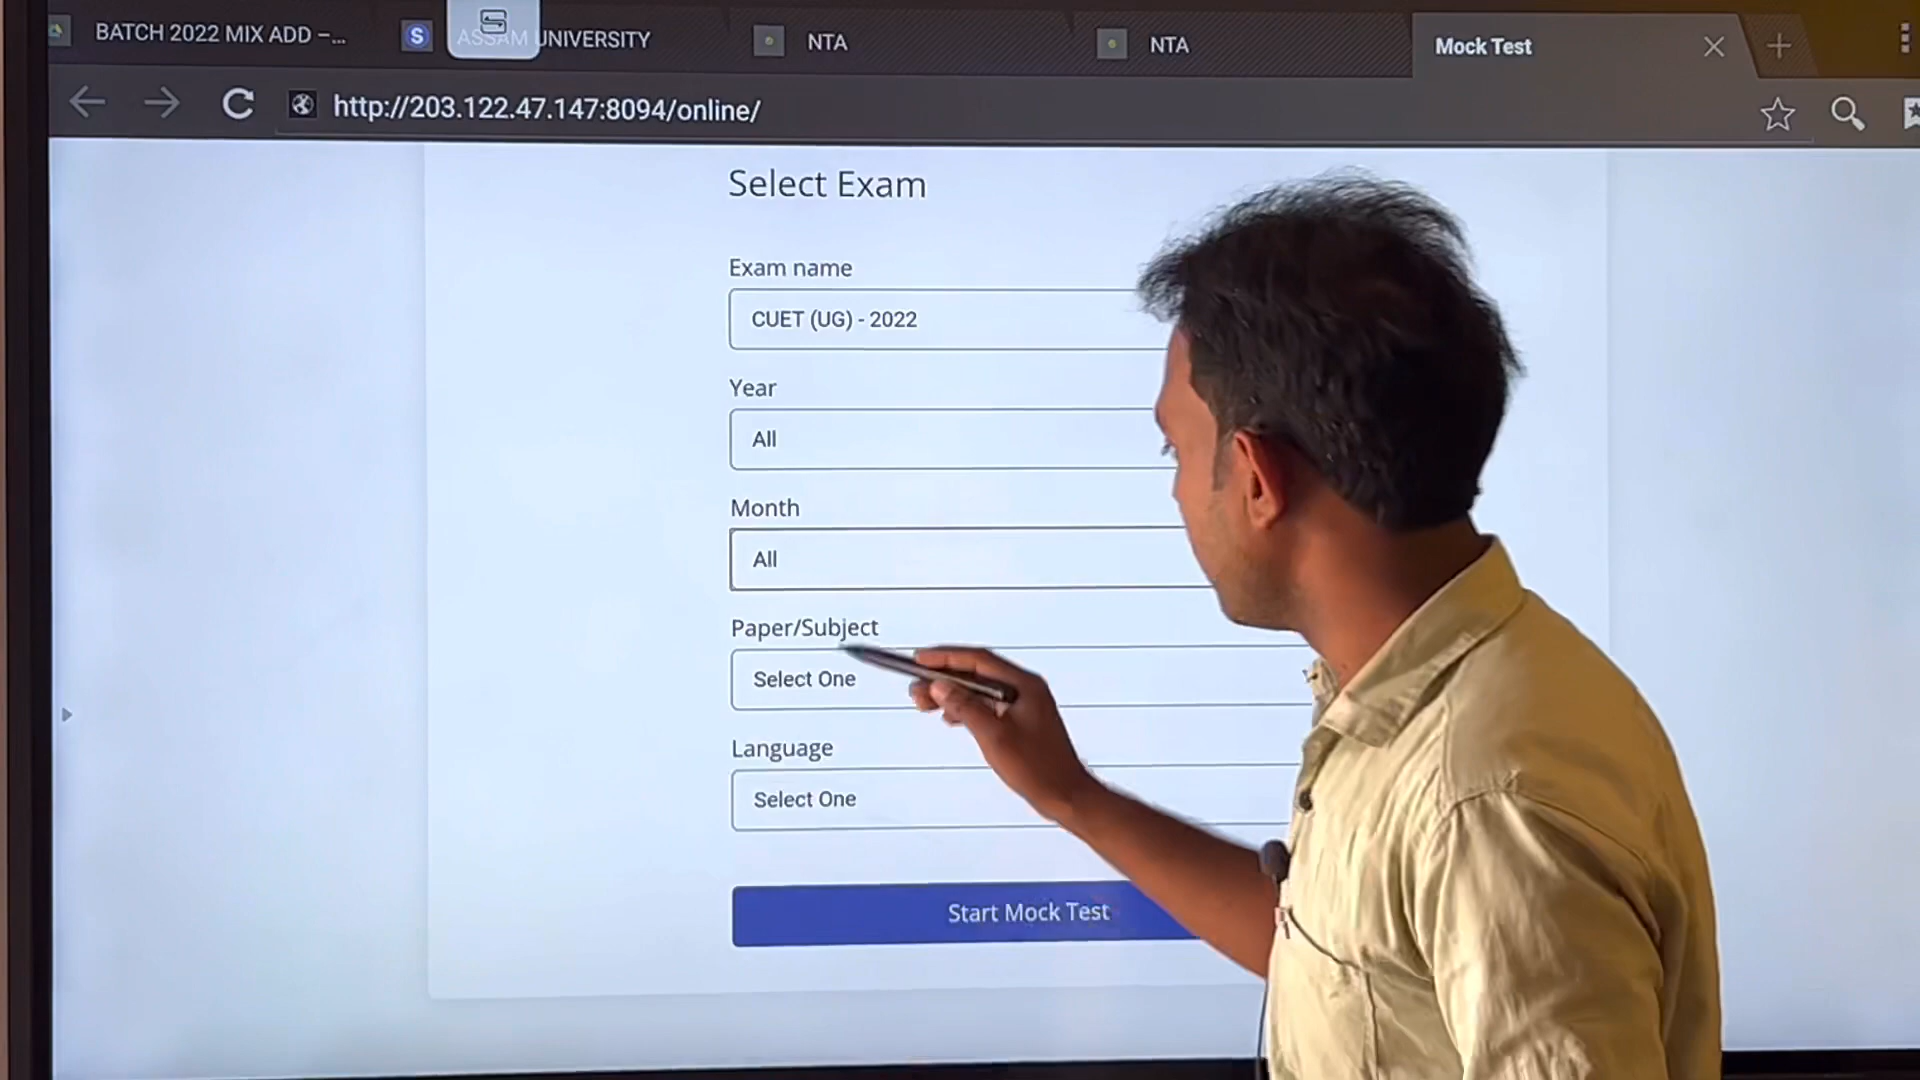 BATCH 2022 MIX ADD –...
S
ASSAM UNIVERSITY
NTA
NTA
Mock Test
http://203.122.47.147:8094/online/
Select Exam
Exam name
CUET (UG) - 2022
Year
All
Month
All
Paper/Subject
Select One
Language
Select One
Start Mock Test